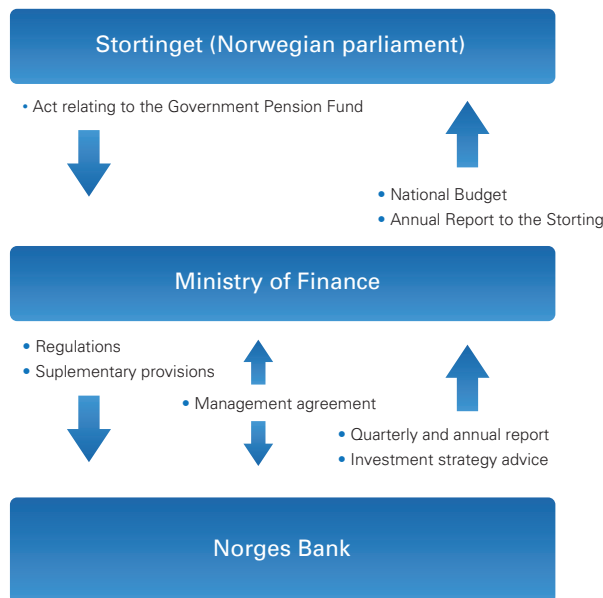 Stortinget (Norwegian parliament)
• Act relating to the Government Pension Fund
• National Budget
• Annual Report to the Storting
Ministry of Finance
• Regulations
• Suplementary provisions
• Management agreement
• Quarterly and annual report
• Investment strategy advice
Norges Bank